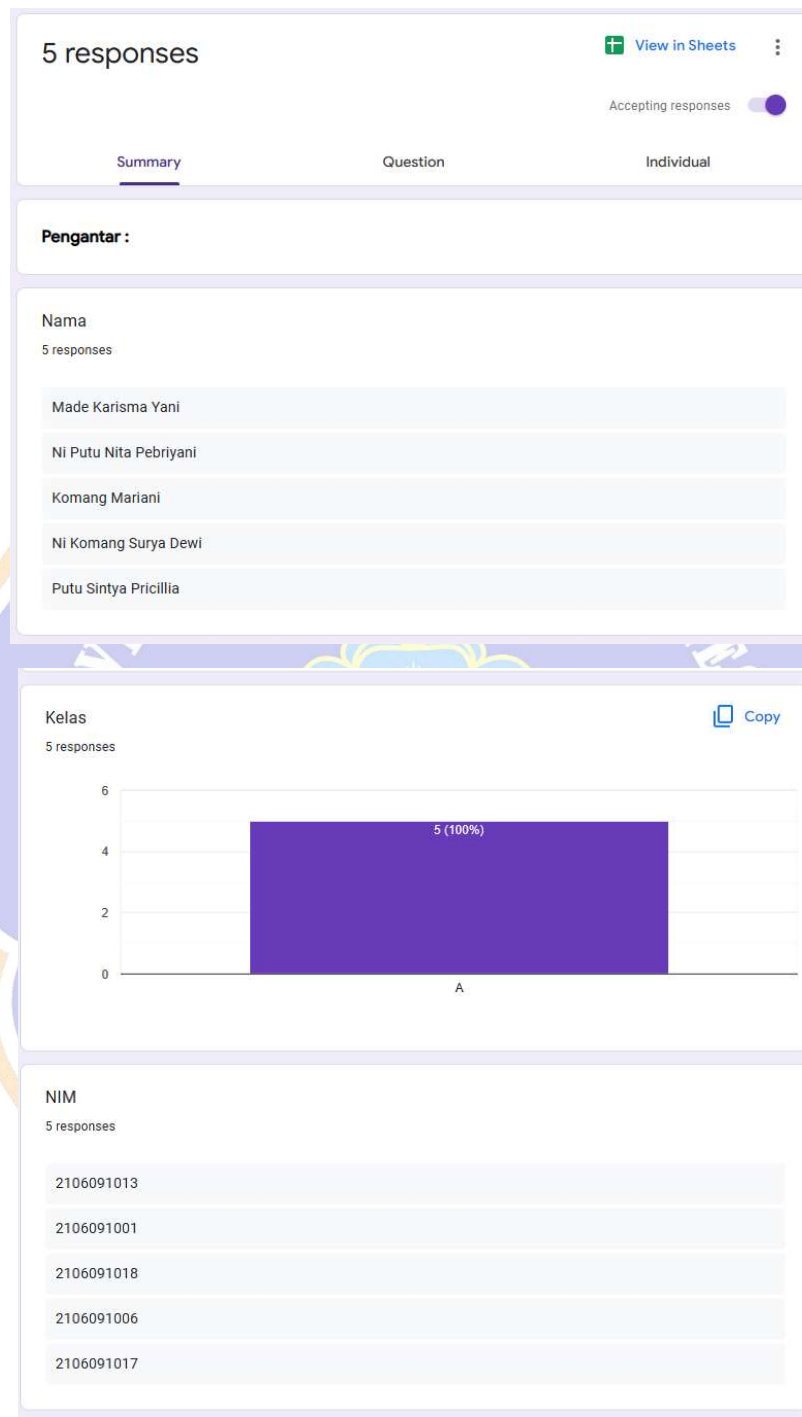 5 responses
View in Sheets
Accepting responses
Summary Question Individual
Pengantar :
Nama
5 responses
Made Karisma Yani
Ni Putu Nita Pebriyani
Komang Mariani
Ni Komang Surya Dewi
Putu Sintya Pricillia
Kelas
Copy
5 responses
6
5 (100%)
4
2
0
A
NIM
5 responses
2106091013
2106091001
2106091018
2106091006
2106091017